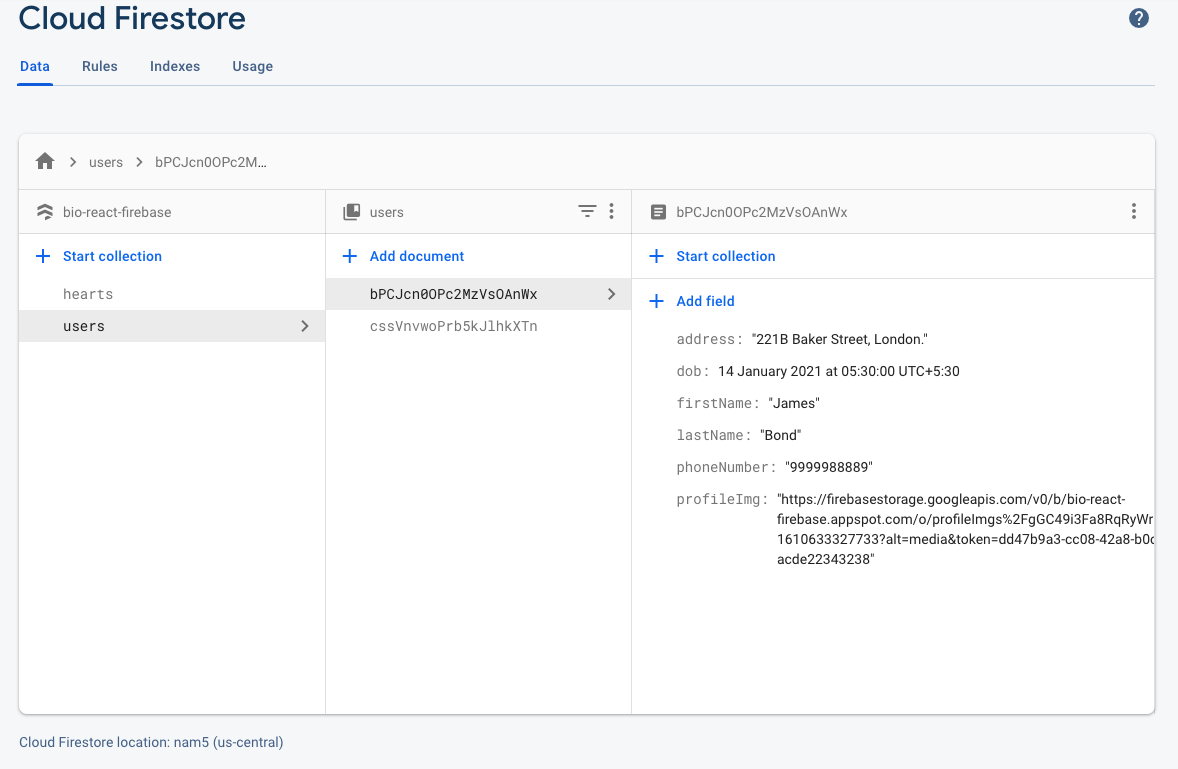 Cloud Firestore
Data Rules Indexes Usage
users bPCJcn0OPc2M...
bio-react-firebase
users
bPCJcn0OPc2MzVsOAnWx
Start collection
Add document
Start collection
hearts
users
bPCJcn0OPc2MzVsOAnWx
cssVnvwoPrb5kJlhkXTn
Add field
address: "221B Baker Street, London."
dob: 14 January 2021 at 05:30:00 UTC+5:30
firstName: "James"
lastName: "Bond"
phoneNumber: "9999988889"
profileImg: "https://firebasestorage.googleapis.com/v0/b/bio-react-
firebase.appspot.com/o/profileImgs%2FgGC49i3Fa8RqRyWr
1610633327733?alt=media&token=dd47b9a3-cc08-42a8-b0c
acde22343238"
Cloud Firestore location: nam5 (us-central)